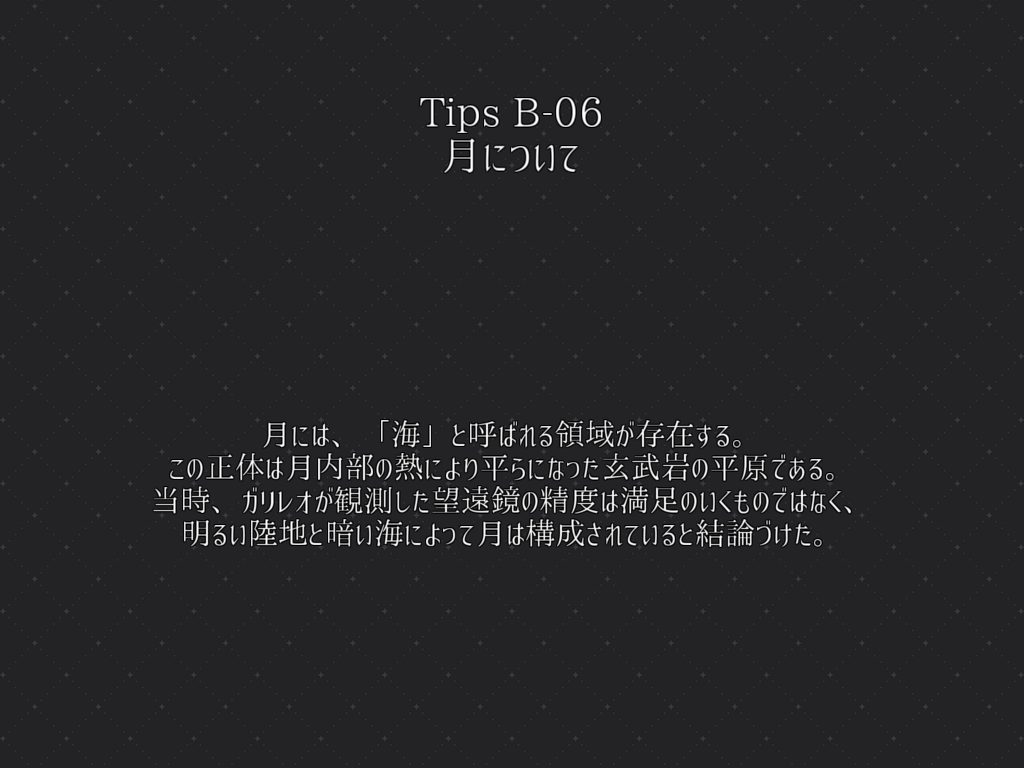 Tips B-06
月について
月には、「海」と呼ばれる領域が存在する。
この正体は月内部の熱により平らになった玄武岩の平原である。
当時、ガリレオが観測した望遠鏡の精度は満足のいくものではなく、
明るい陸地と暗い海によって月は構成されていると結論づけた。